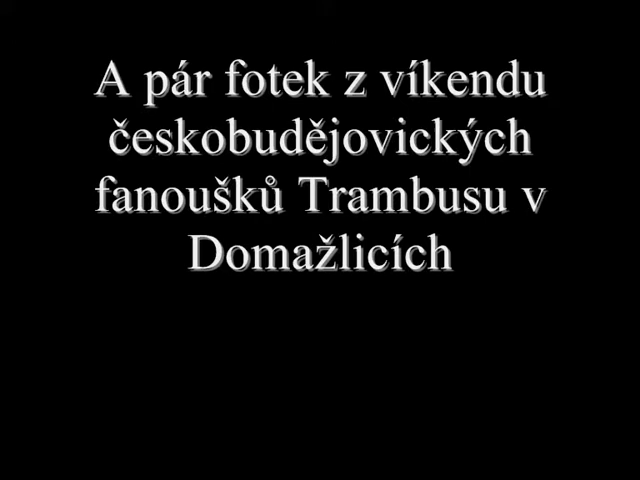 A pár fotek z víkendu
českobudějovických
fanoušků Trambusu v
Domažlicích